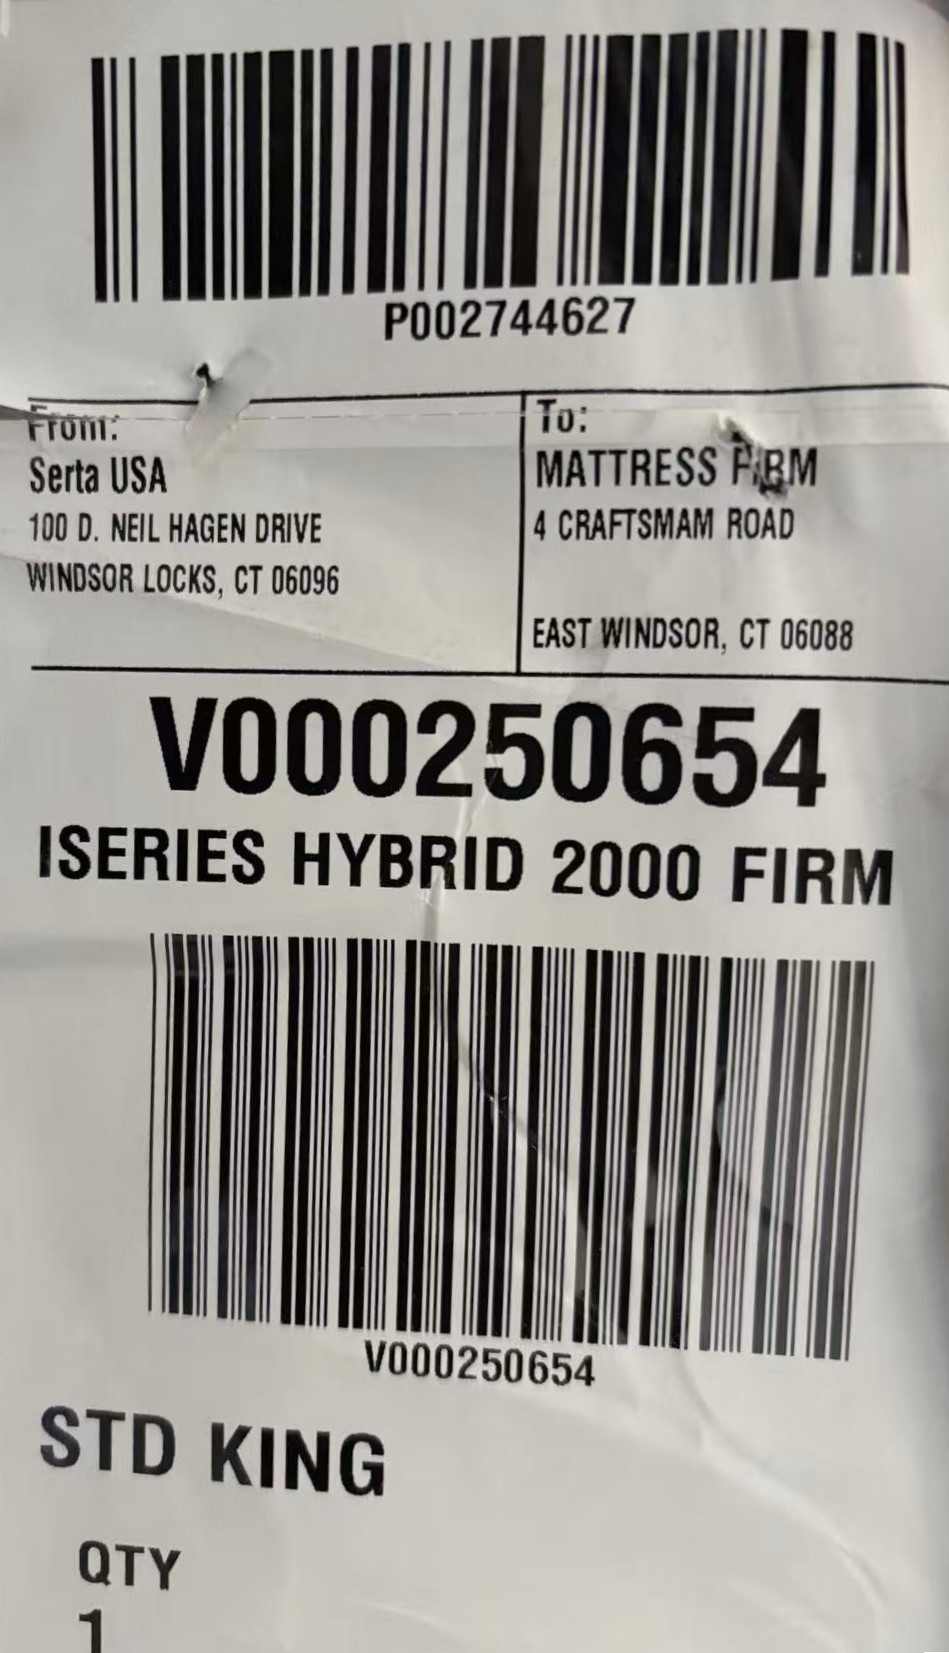 P002744627
From:
Serta USA
100 D. NEIL HAGEN DRIVE
WINDSOR LOCKS, CT 06096
To:
MATTRESS FIRM
4 CRAFTSMAM ROAD
EAST WINDSOR, CT 06088
V000250654
ISERIES HYBRID 2000 FIRM
V000250654
STD KING
QTY
1